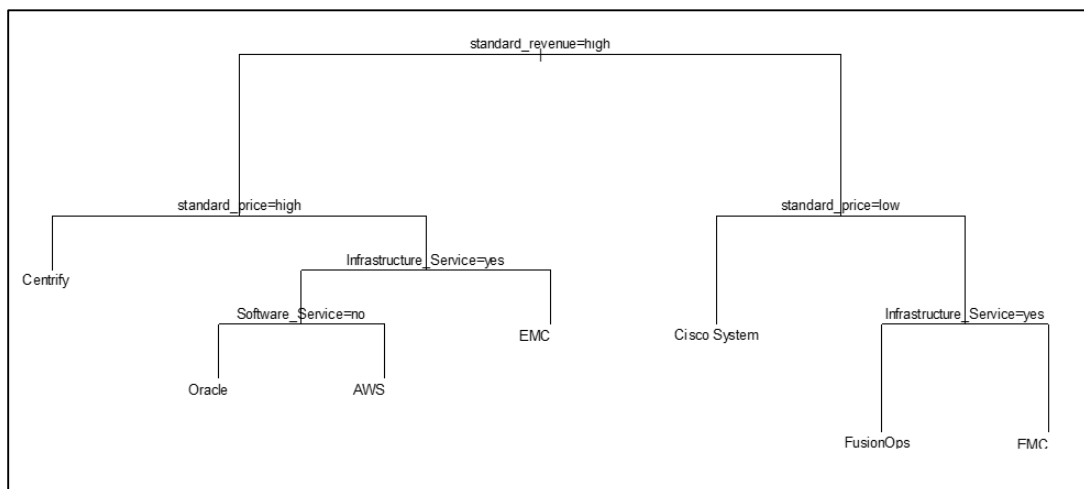 standard_revenue=high
standard_price=high
standard_price=low
Centrify
Infrastructure_Service=yes
Software_Service=no
EMC
Cisco System
Infrastructure_Service=yes
Oracle
AWS
FusionOps
EMC